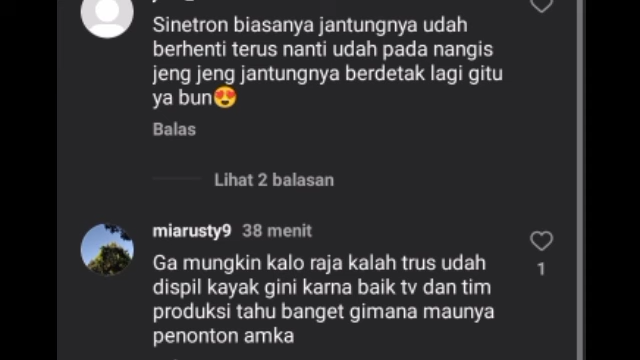 Sinetron biasanya jantungnya udah
berhenti terus nanti udah pada nangis
jeng jeng jantungnya berdetak lagi gitu
ya bun😍
Balas
Lihat 2 balasan
miarusty9 38 menit
Ga mungkin kalo raja kalah trus udah
dispil kayak gini karna baik tv dan tim
produksi tahu banget gimana maunya
penonton amka
1